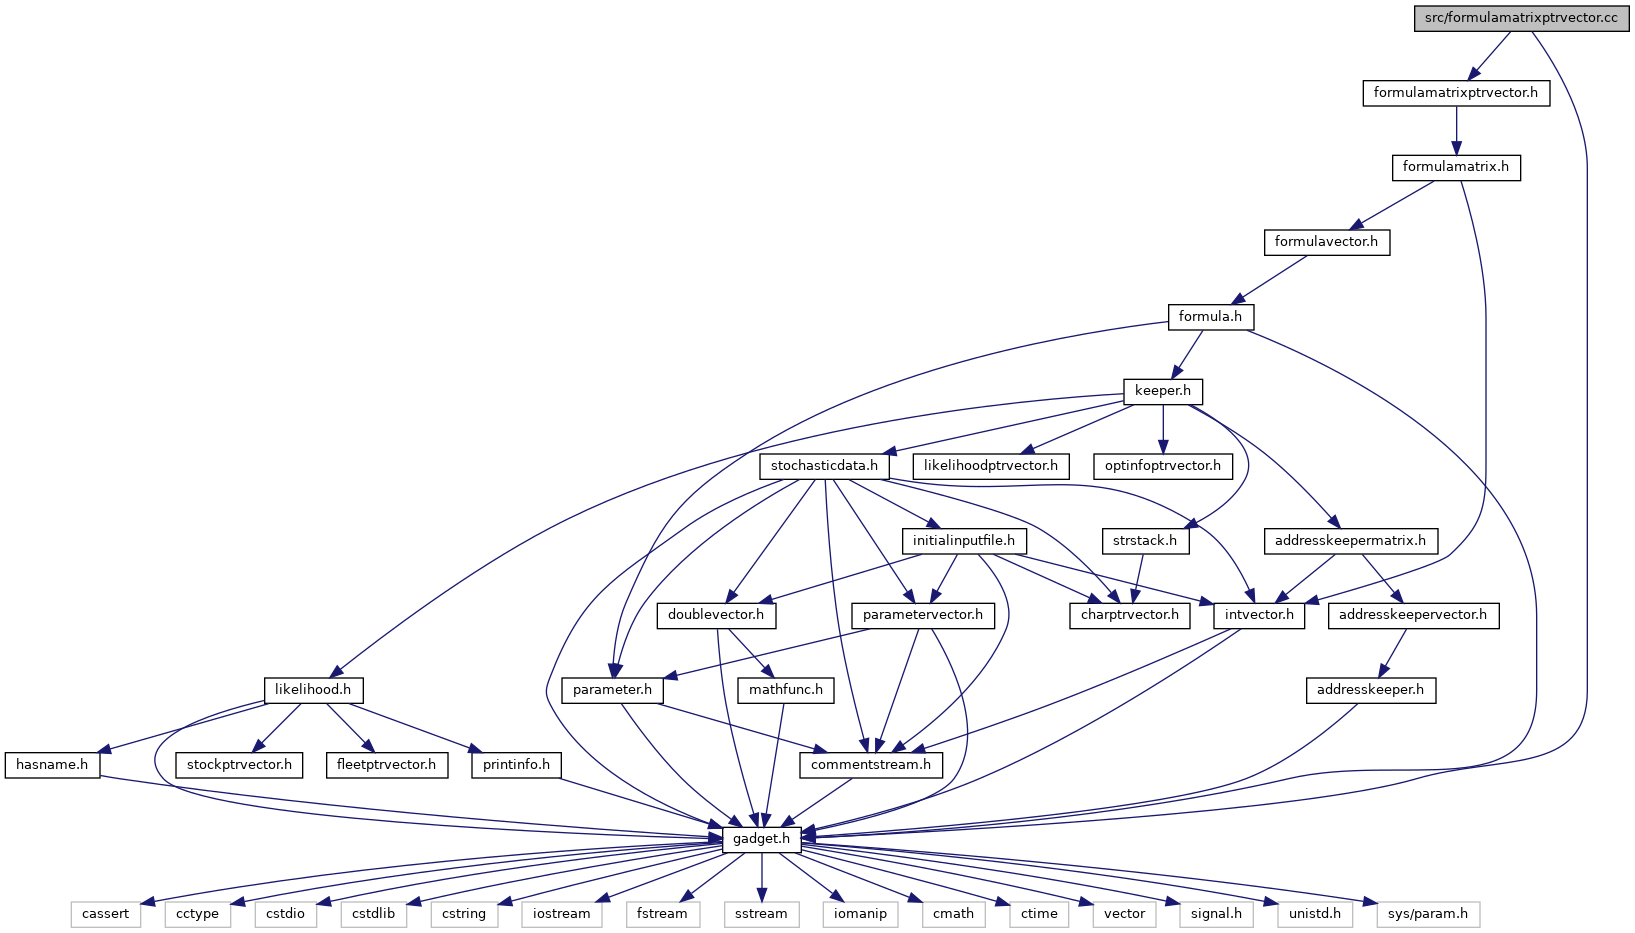 src/formulamatrixptrvector.cc
formulamatrixptrvector.h
formulamatrix.h
formulavector.h
formula.h
keeper.h
stochasticdata.h
likelihoodptrvector.h
optinfoptrvector.h
initialinputfile.h
strstack.h
addresskeepermatrix.h
doublevector.h
parametervector.h
charptrvector.h
intvector.h
addresskeepervector.h
likelihood.h
parameter.h
mathfunc.h
addresskeeper.h
hasname.h
stockptrvector.h
fleetptrvector.h
printinfo.h
commentstream.h
gadget.h
cassert
cctype
cstdio
cstdlib
cstring
iostream
fstream
sstream
iomanip
cmath
ctime
vector
signal.h
unistd.h
sys/param.h